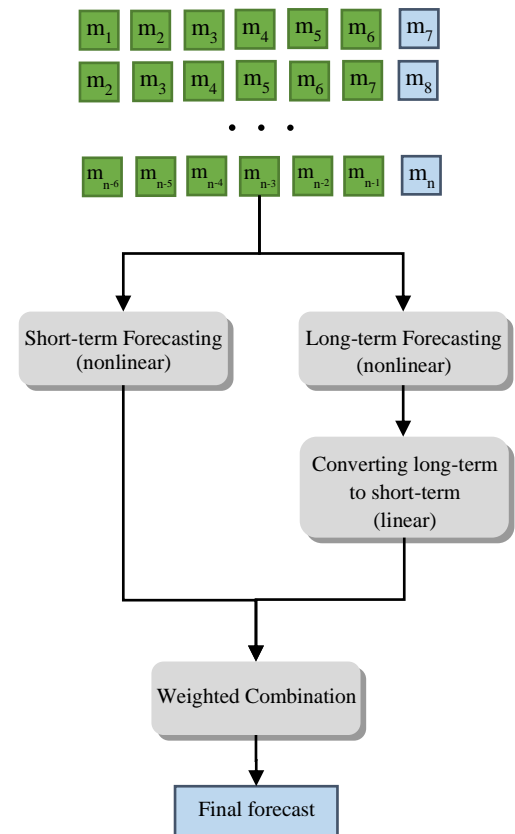 m1 m2 m3 m4 m5 m6 m7
m2 m3 m4 m5 m6 m7 m8
. . .
mn-6 mn-5 mn-4 mn-3 mn-2 mn-1 mn
Short-term Forecasting
(nonlinear)
Long-term Forecasting
(nonlinear)
Converting long-term
to short-term
(linear)
Weighted Combination
Final forecast